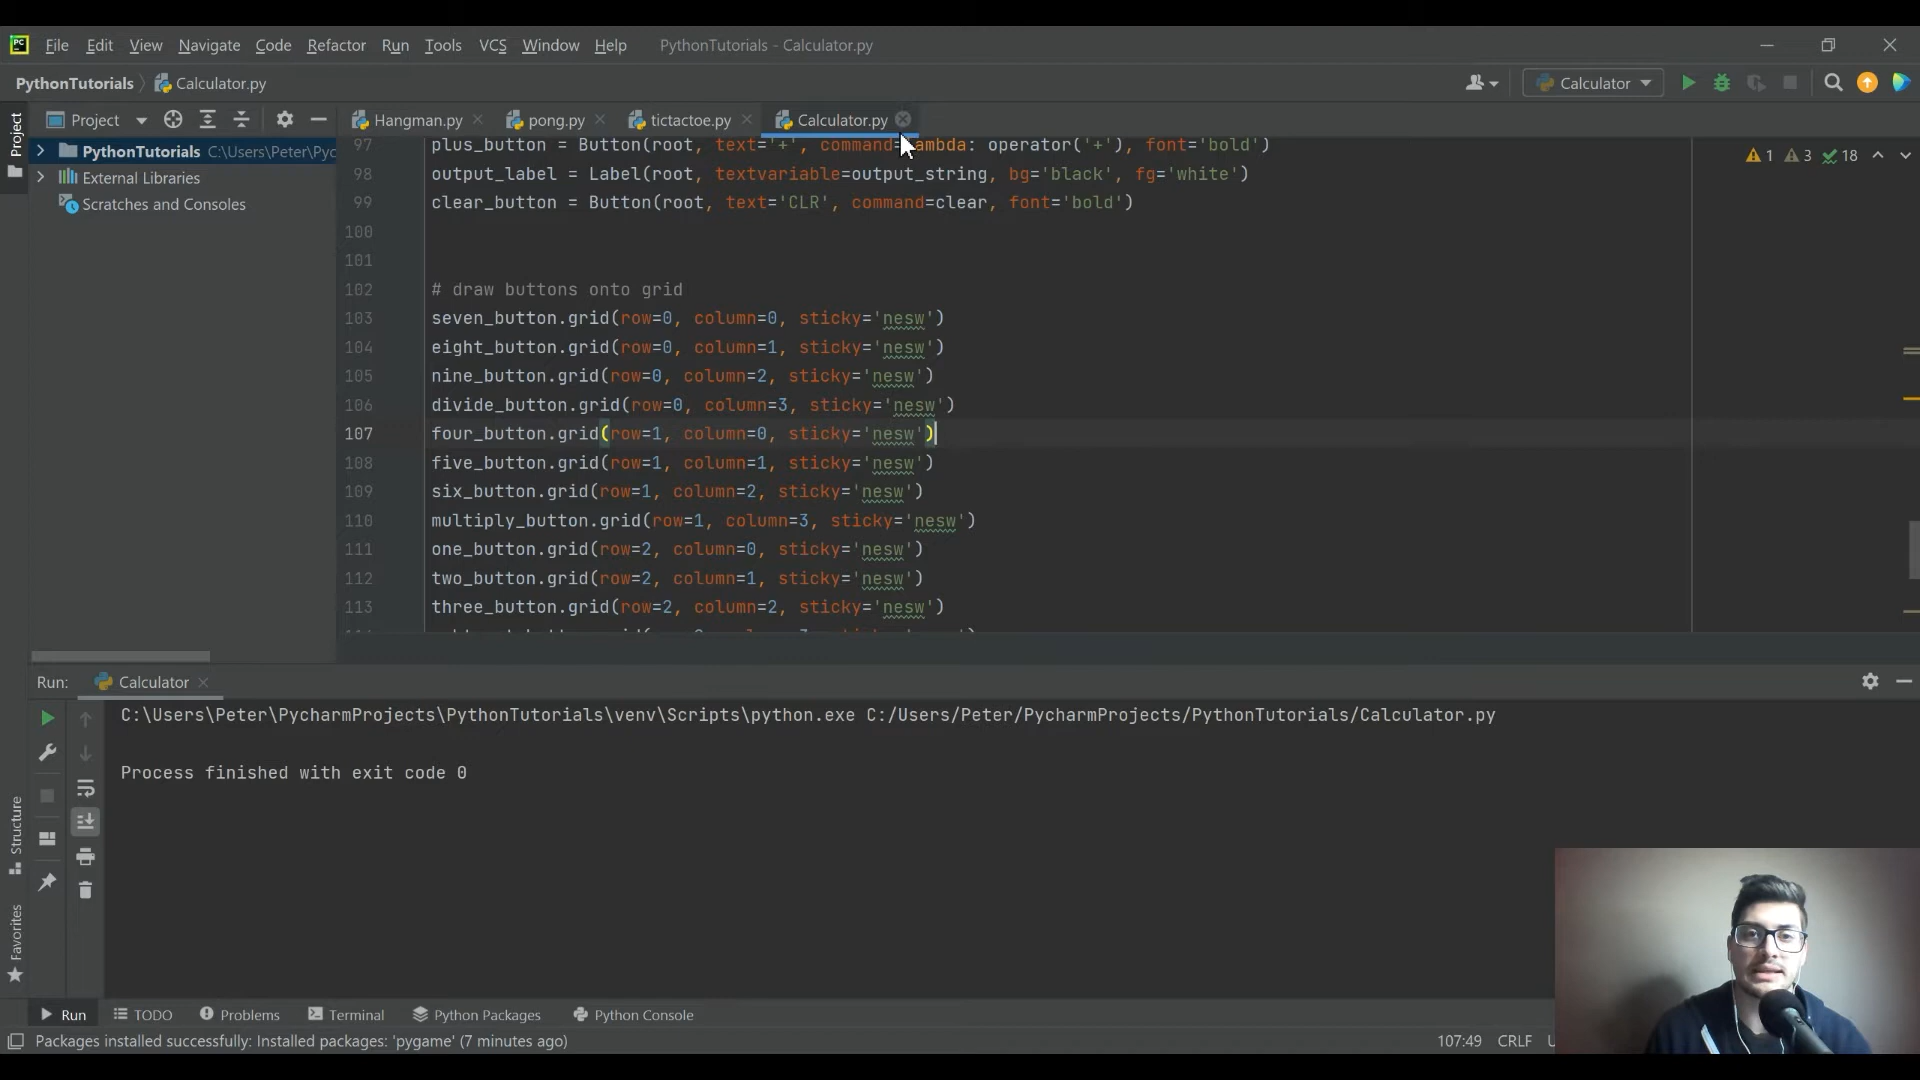 PC File Edit View Navigate Code Refactor Run Tools VCS Window Help PythonTutorials - Calculator.py
PythonTutorials Calculator.py Calculator
Project Project Hangman.py pong.py tictactoe.py Calculator.py
PythonTutorials C:\Users\Peter\Pyc
External Libraries
Scratches and Consoles
1 3 18
97 plus_button = Button(root, text='+', command=lambda: operator('+'), font='bold')
98 output_label = Label(root, textvariable=output_string, bg='black', fg='white')
99 clear_button = Button(root, text='CLR', command=clear, font='bold')
100
101
102 # draw buttons onto grid
103 seven_button.grid(row=0, column=0, sticky='nesw')
104 eight_button.grid(row=0, column=1, sticky='nesw')
105 nine_button.grid(row=0, column=2, sticky='nesw')
106 divide_button.grid(row=0, column=3, sticky='nesw')
107 four_button.grid(row=1, column=0, sticky='nesw')
108 five_button.grid(row=1, column=1, sticky='nesw')
109 six_button.grid(row=1, column=2, sticky='nesw')
110 multiply_button.grid(row=1, column=3, sticky='nesw')
111 one_button.grid(row=2, column=0, sticky='nesw')
112 two_button.grid(row=2, column=1, sticky='nesw')
113 three_button.grid(row=2, column=2, sticky='nesw')
Run: Calculator
C:\Users\Peter\PycharmProjects\PythonTutorials\venv\Scripts\python.exe C:/Users/Peter/PycharmProjects/PythonTutorials/Calculator.py
Process finished with exit code 0
Structure
Favorites
Run TODO Problems Terminal Python Packages Python Console
Packages installed successfully: Installed packages: 'pygame' (7 minutes ago) 107:49 CRLF